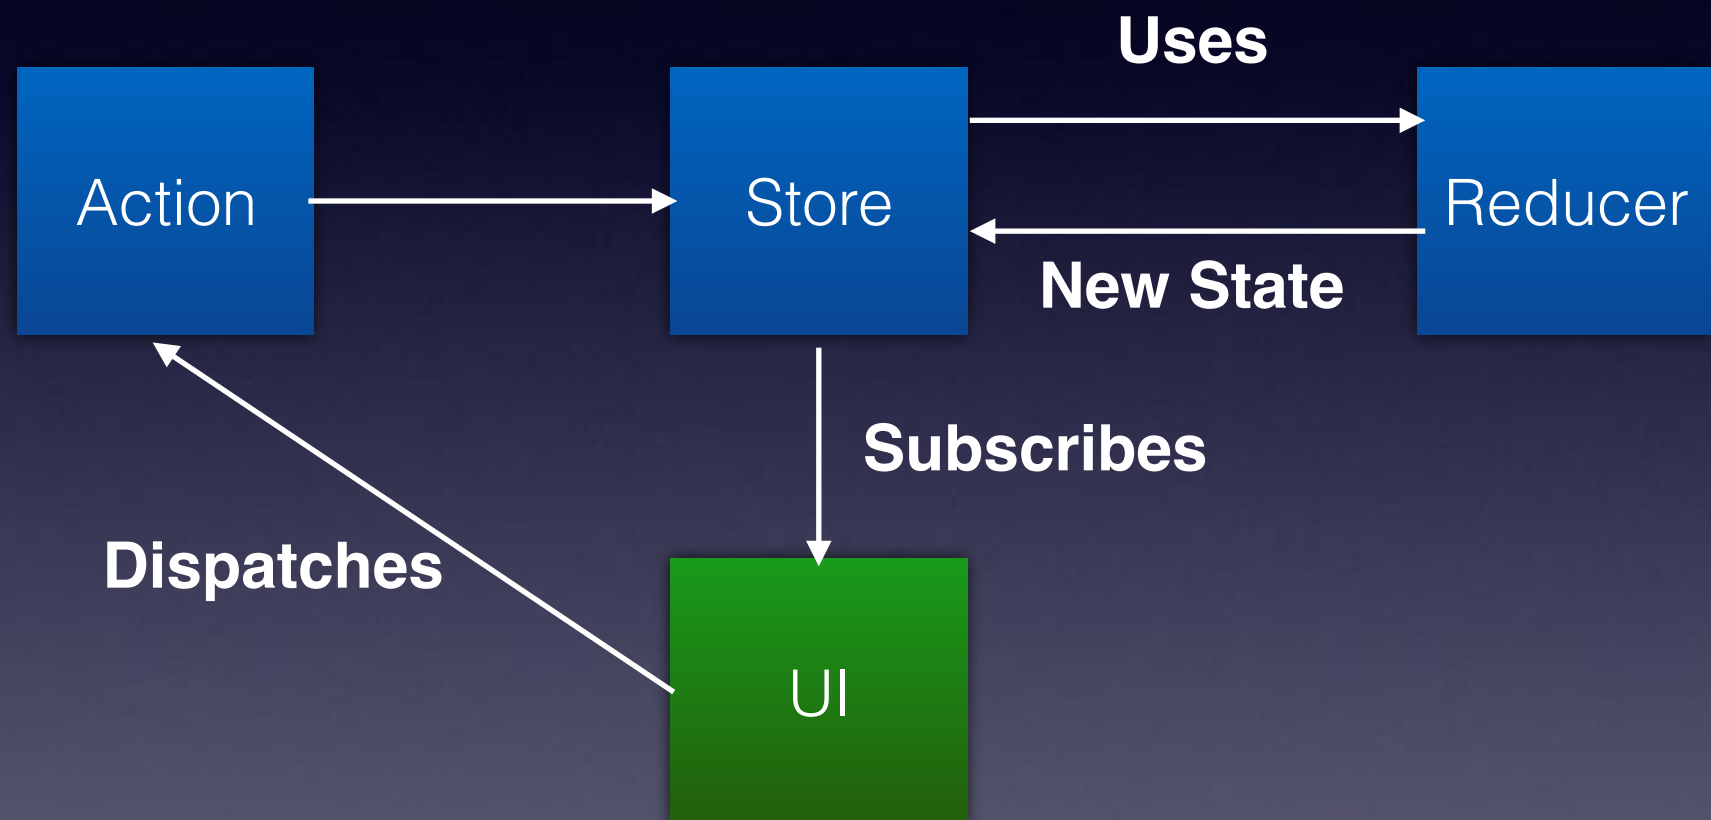 Uses
Action
Store
Reducer
New State
Subscribes
Dispatches
UI